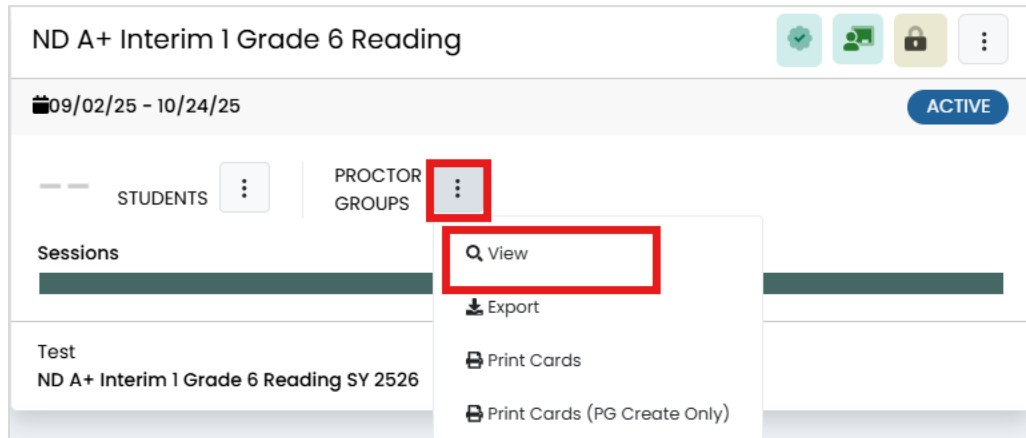 ND A+ Interim 1 Grade 6 Reading
09/02/25 - 10/24/25
ACTIVE
-- STUDENTS
PROCTOR
GROUPS
Sessions
View
Export
Print Cards
Print Cards (PG Create Only)
Test
ND A+ Interim 1 Grade 6 Reading SY 2526